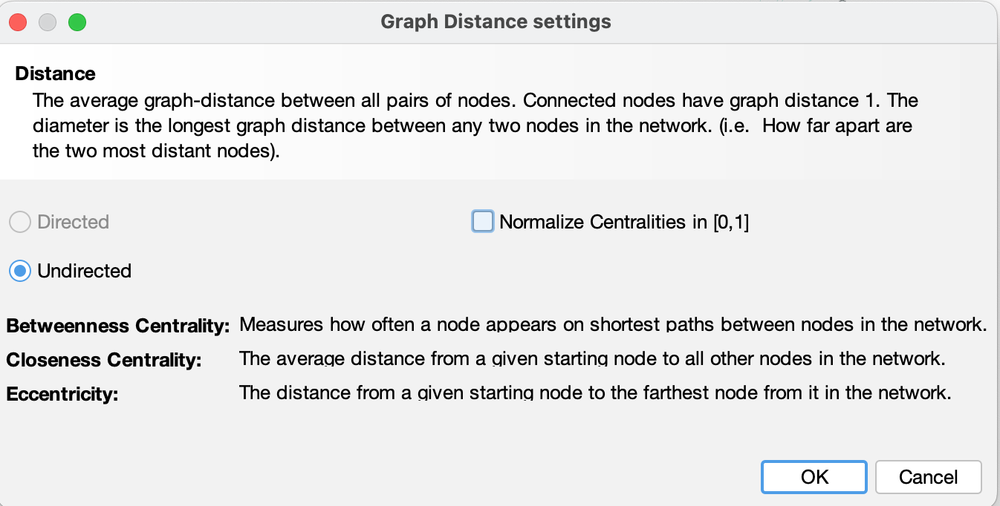 Graph Distance settings
Distance
The average graph-distance between all pairs of nodes. Connected nodes have graph distance 1. The
diameter is the longest graph distance between any two nodes in the network. (i.e.  How far apart are
the two most distant nodes).
Directed
Normalize Centralities in [0,1]
Undirected
Betweenness Centrality: Measures how often a node appears on shortest paths between nodes in the network.
Closeness Centrality: The average distance from a given starting node to all other nodes in the network.
Eccentricity: The distance from a given starting node to the farthest node from it in the network.
OK Cancel